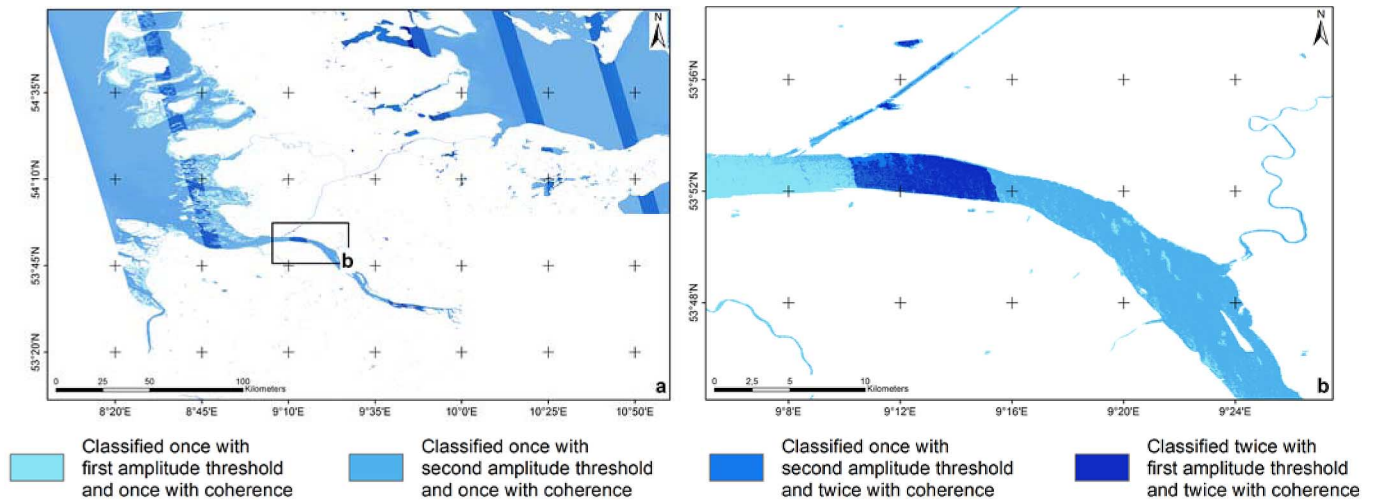 N
54°35'N
54°10'N
53°45'N
53°20'N
b
0 25 50 100
Kilometers
a
8°20'E 8°45'E 9°10'E 9°35'E 10°0'E 10°25'E 10°50'E
N
53°56'N
53°52'N
53°48'N
0 2,5 5 10
Kilometers
b
9°8'E 9°12'E 9°16'E 9°20'E 9°24'E
Classified once with
first amplitude threshold
and once with coherence
Classified once with
second amplitude threshold
and once with coherence
Classified once with
second amplitude threshold
and twice with coherence
Classified twice with
first amplitude threshold
and twice with coherence